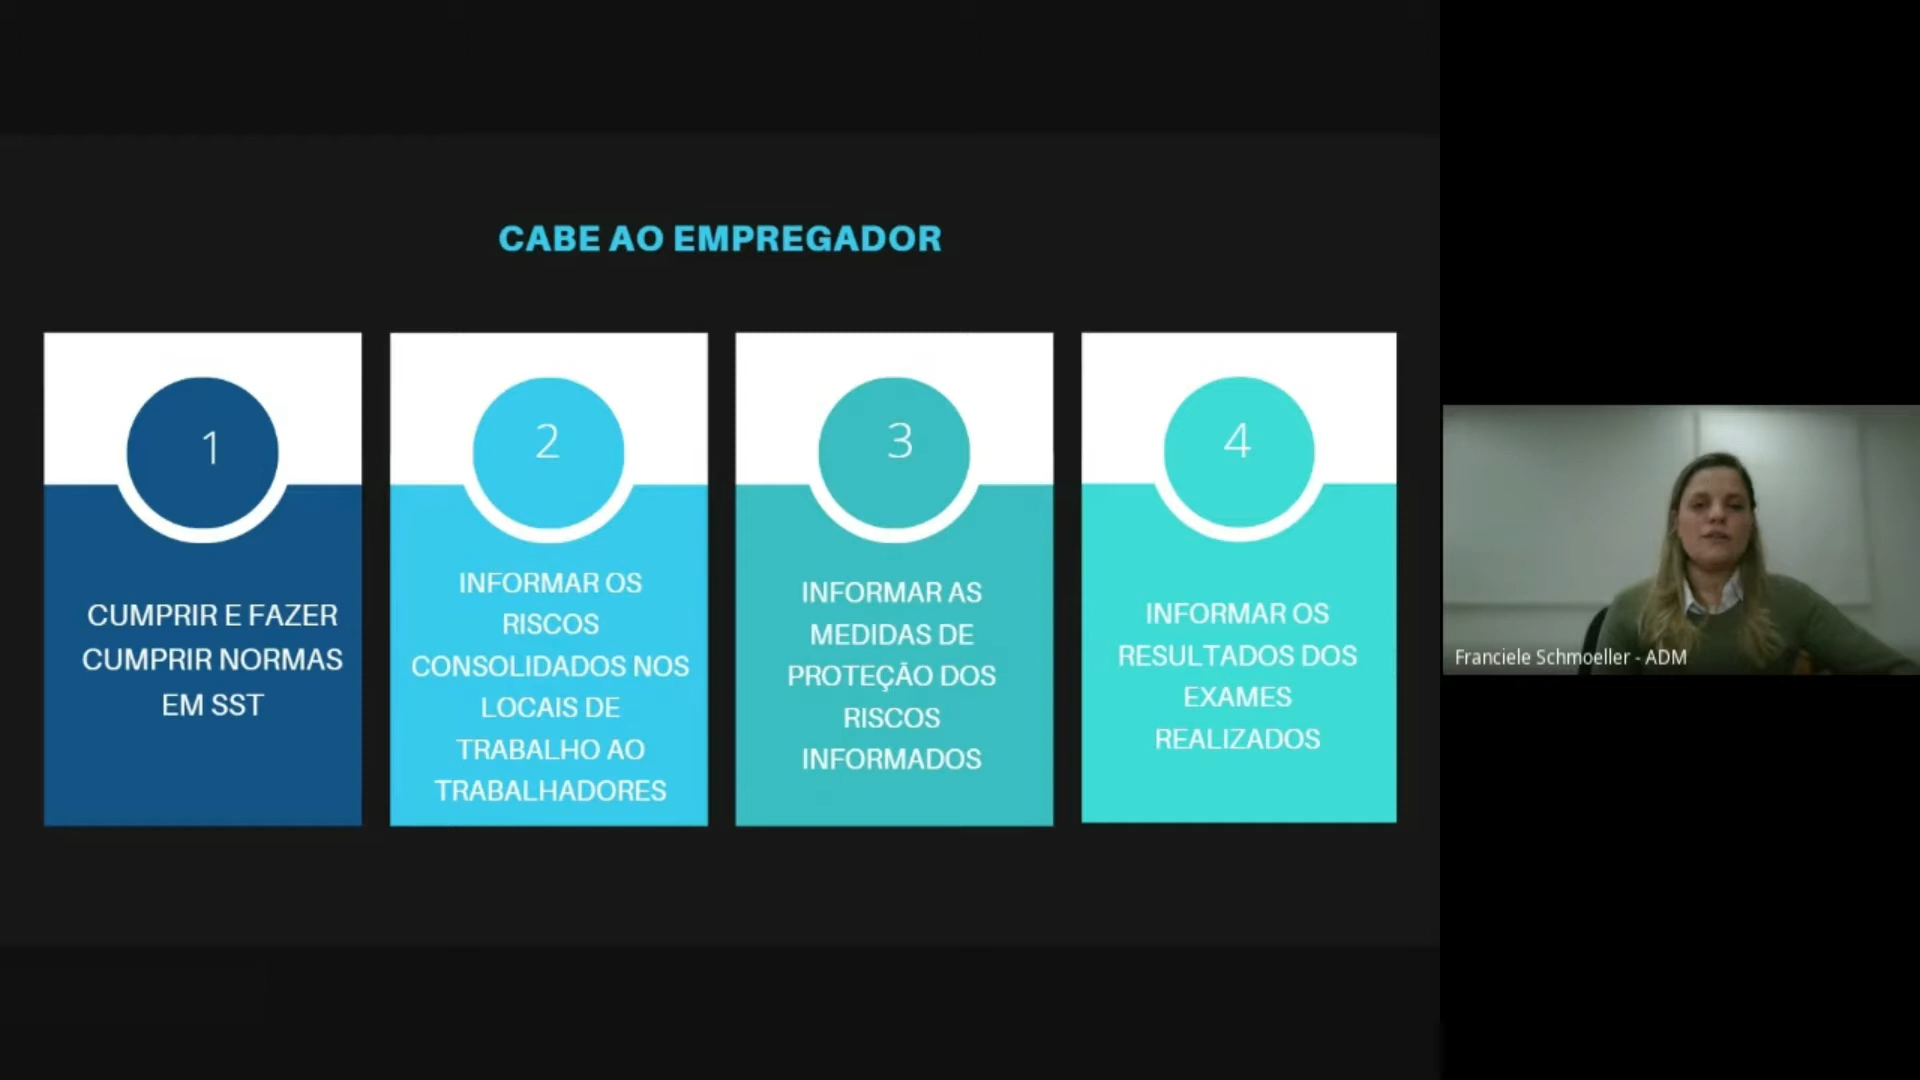 CABE AO EMPREGADOR
1
CUMPRIR E FAZER
CUMPRIR NORMAS
EM SST
2
INFORMAR OS
RISCOS
CONSOLIDADOS NOS
LOCAIS DE
TRABALHO AO
TRABALHADORES
3
INFORMAR AS
MEDIDAS DE
PROTEÇÃO DOS
RISCOS
INFORMADOS
4
INFORMAR OS
RESULTADOS DOS
EXAMES
REALIZADOS
Franciele Schmoeller - ADM